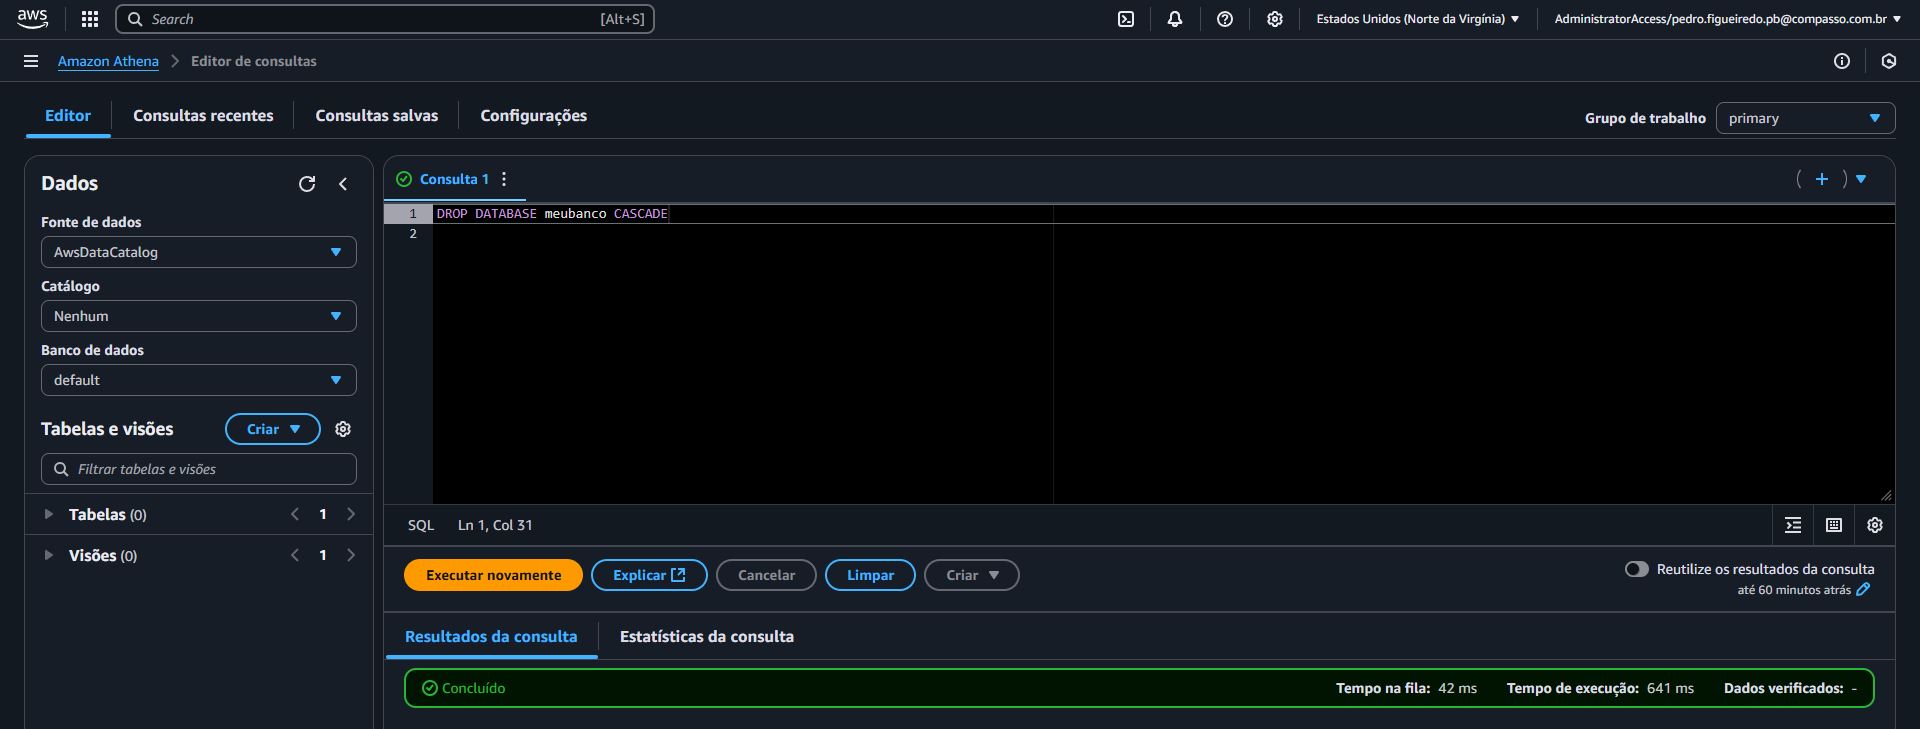 aws
Search [Alt+S]
Estados Unidos (Norte da Virgínia)
AdministratorAccess/pedro.figueiredo.pb@compasso.com.br
Amazon Athena Editor de consultas
Editor Consultas recentes Consultas salvas Configurações
Grupo de trabalho primary
Dados
Fonte de dados
AwsDataCatalog
Catálogo
Nenhum
Banco de dados
default
Tabelas e visões Criar
Filtrar tabelas e visões
Tabelas (0) 1
Visões (0) 1
Consulta 1
1 DROP DATABASE meubanco CASCADE
2
SQL Ln 1, Col 31
Executar novamente Explicar Cancelar Limpar Criar
Reutilize os resultados da consulta
até 60 minutos atrás
Resultados da consulta Estatísticas da consulta
Concluído Tempo na fila: 42 ms Tempo de execução: 641 ms Dados verificados: -